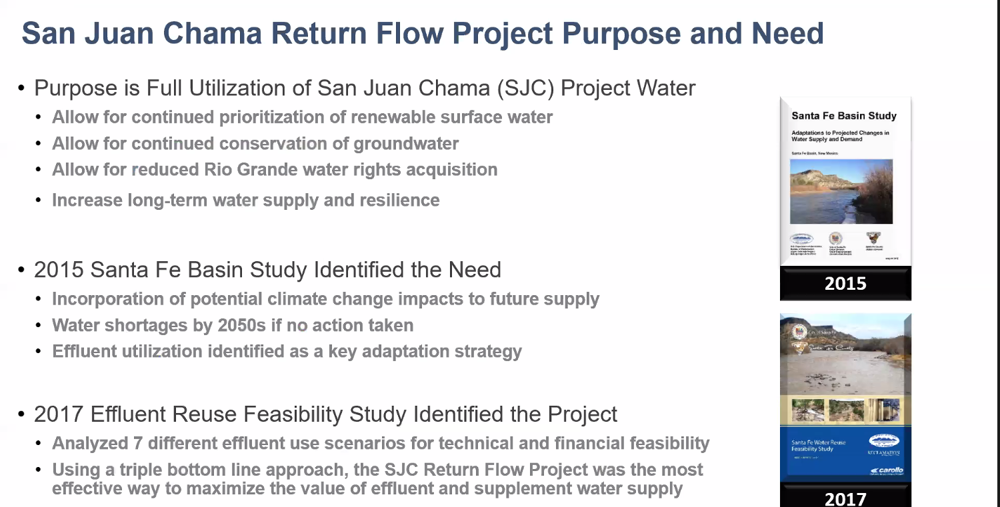 San Juan Chama Return Flow Project Purpose and Need
• Purpose is Full Utilization of San Juan Chama (SJC) Project Water
• Allow for continued prioritization of renewable surface water
• Allow for continued conservation of groundwater
• Allow for reduced Rio Grande water rights acquisition
• Increase long-term water supply and resilience
• 2015 Santa Fe Basin Study Identified the Need
• Incorporation of potential climate change impacts to future supply
• Water shortages by 2050s if no action taken
• Effluent utilization identified as a key adaptation strategy
• 2017 Effluent Reuse Feasibility Study Identified the Project
• Analyzed 7 different effluent use scenarios for technical and financial feasibility
• Using a triple bottom line approach, the SJC Return Flow Project was the most
effective way to maximize the value of effluent and supplement water supply
Santa Fe Basin Study
Adaptations to Projected Changes in
Water Supply and Demand
Santa Fe Basin, New Mexico
2015
City of Santa Fe
Santa Fe County
Santa Fe Water Reuse
Feasibility Study
RECLAMATION
carollo
2017